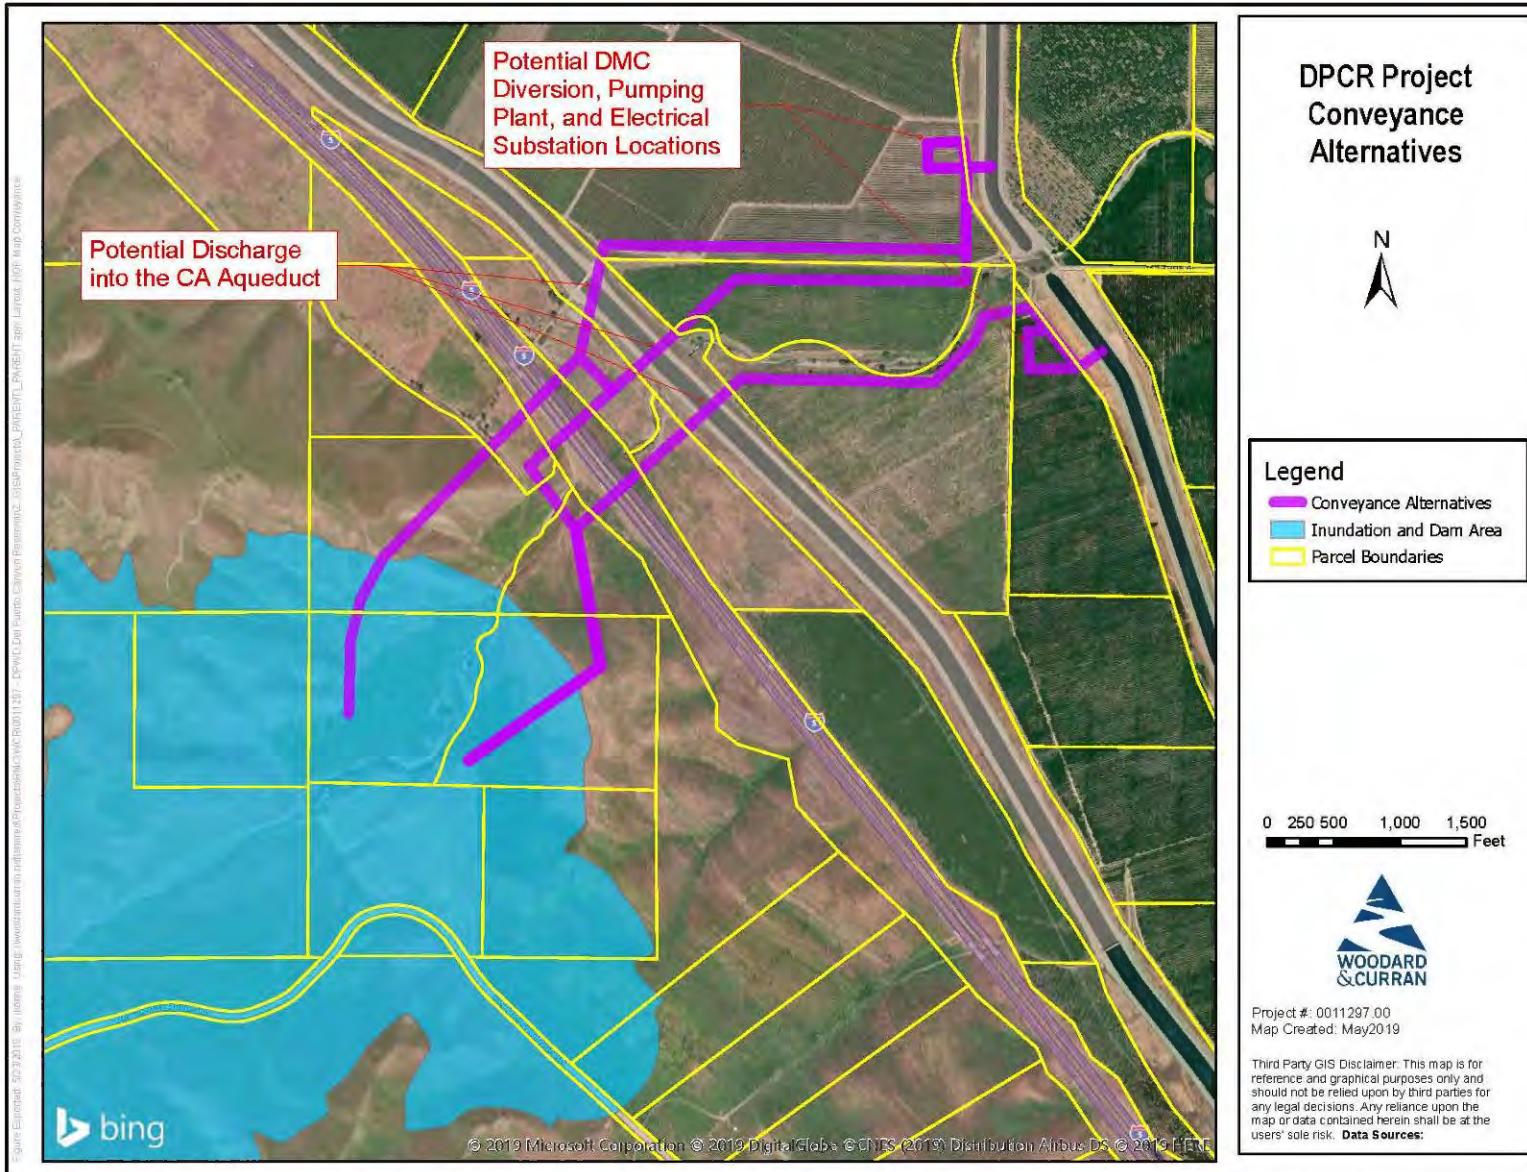 Potential DMC
Diversion, Pumping
Plant, and Electrical
Substation Locations
Potential Discharge
into the CA Aqueduct
5
5
5
5
5
bing
© 2019 Microsoft Corporation © 2019 DigitalGlobe ©CNES (2019) Distribution Airbus DS © 2019 HERE
DPCR Project
Conveyance
Alternatives
N
Legend
Conveyance Alternatives
Inundation and Dam Area
Parcel Boundaries
0 250 500 1,000 1,500
Feet
WOODARD
&CURRAN
Project #: 0011297.00
Map Created: May2019
Third Party GIS Disclaimer: This map is for
reference and graphical purposes only and
should not be relied upon by third parties for
any legal decisions. Any reliance upon the
map or data contained herein shall be at the
users' sole risk. Data Sources: